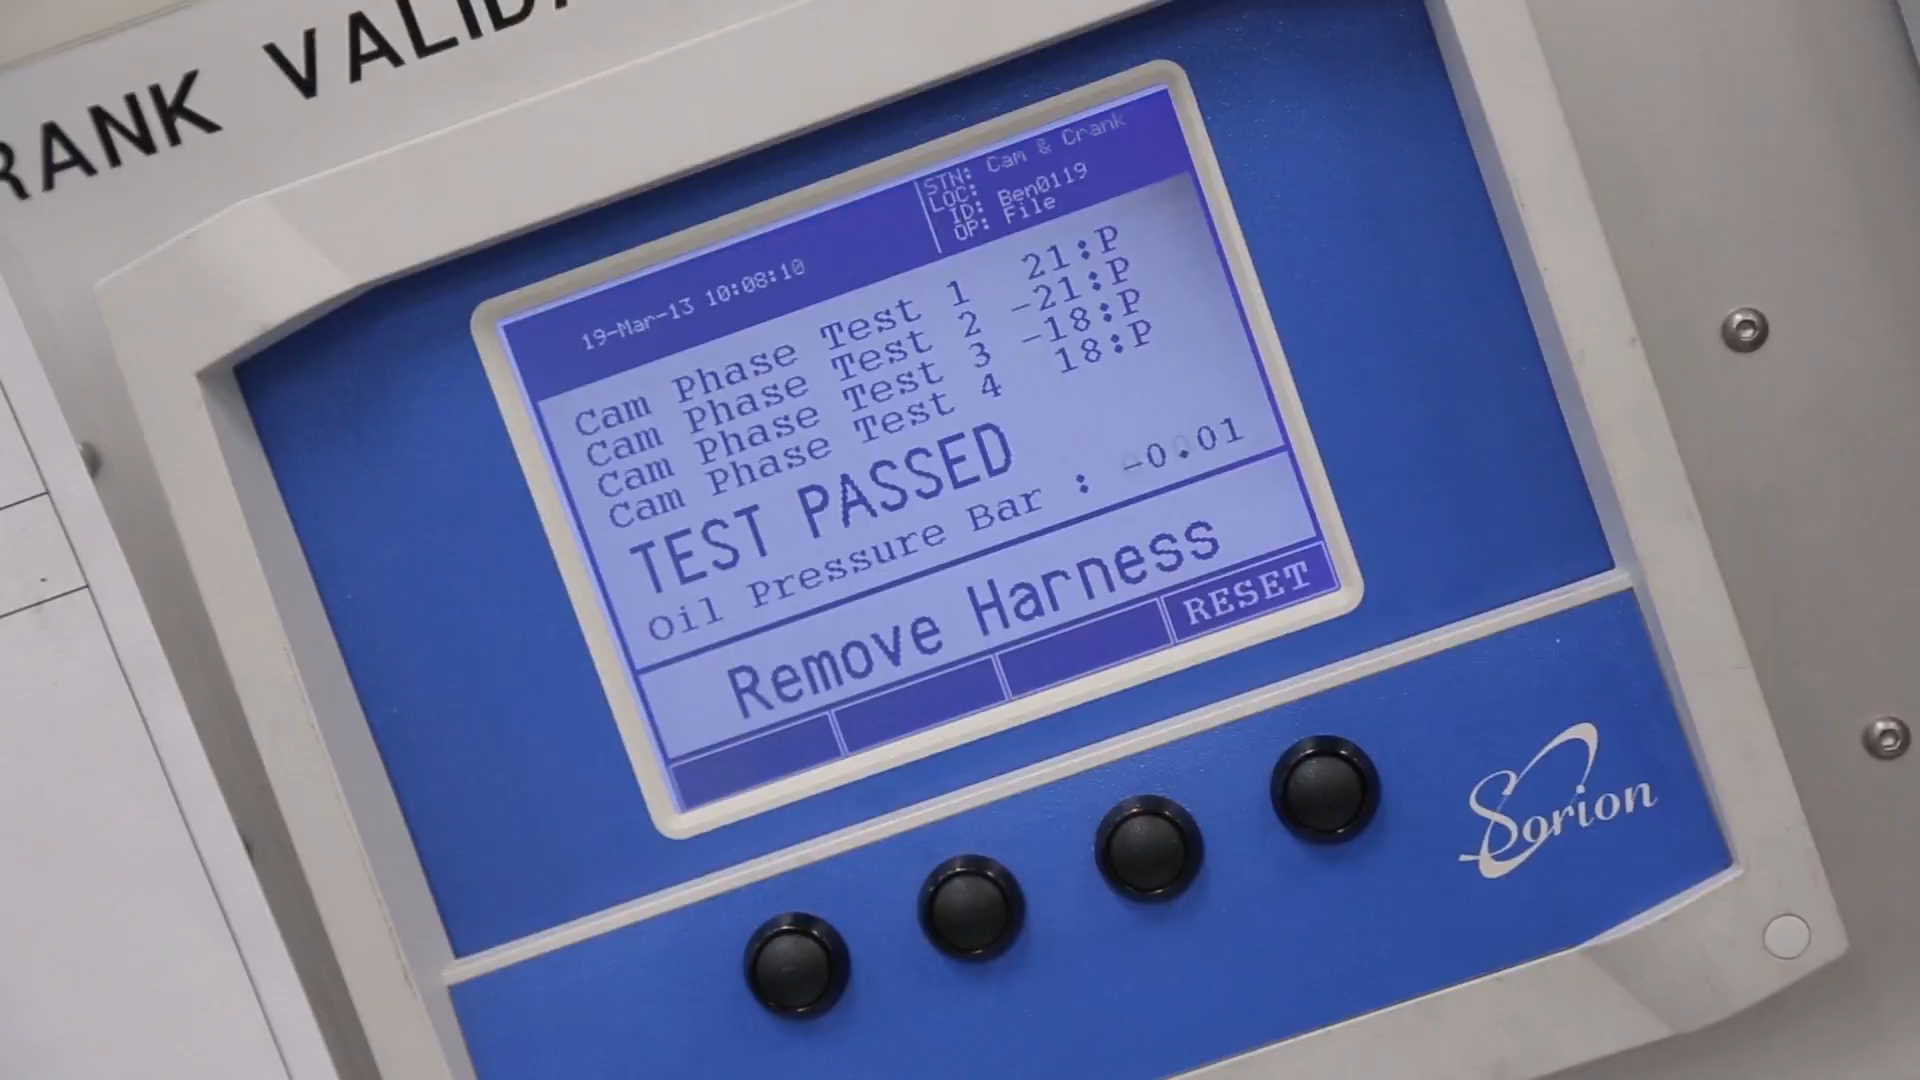 RANK VALID
STN: Cam & Crank
LOC:
ID: Ben0119
OP: File
19-Mar-13 10:08:10
Cam Phase Test 1 21:P
Cam Phase Test 2 -21:P
Cam Phase Test 3 -18:P
Cam Phase Test 4 18:P
TEST PASSED
Oil Pressure Bar : -0.01
Remove Harness
RESET
Sorion